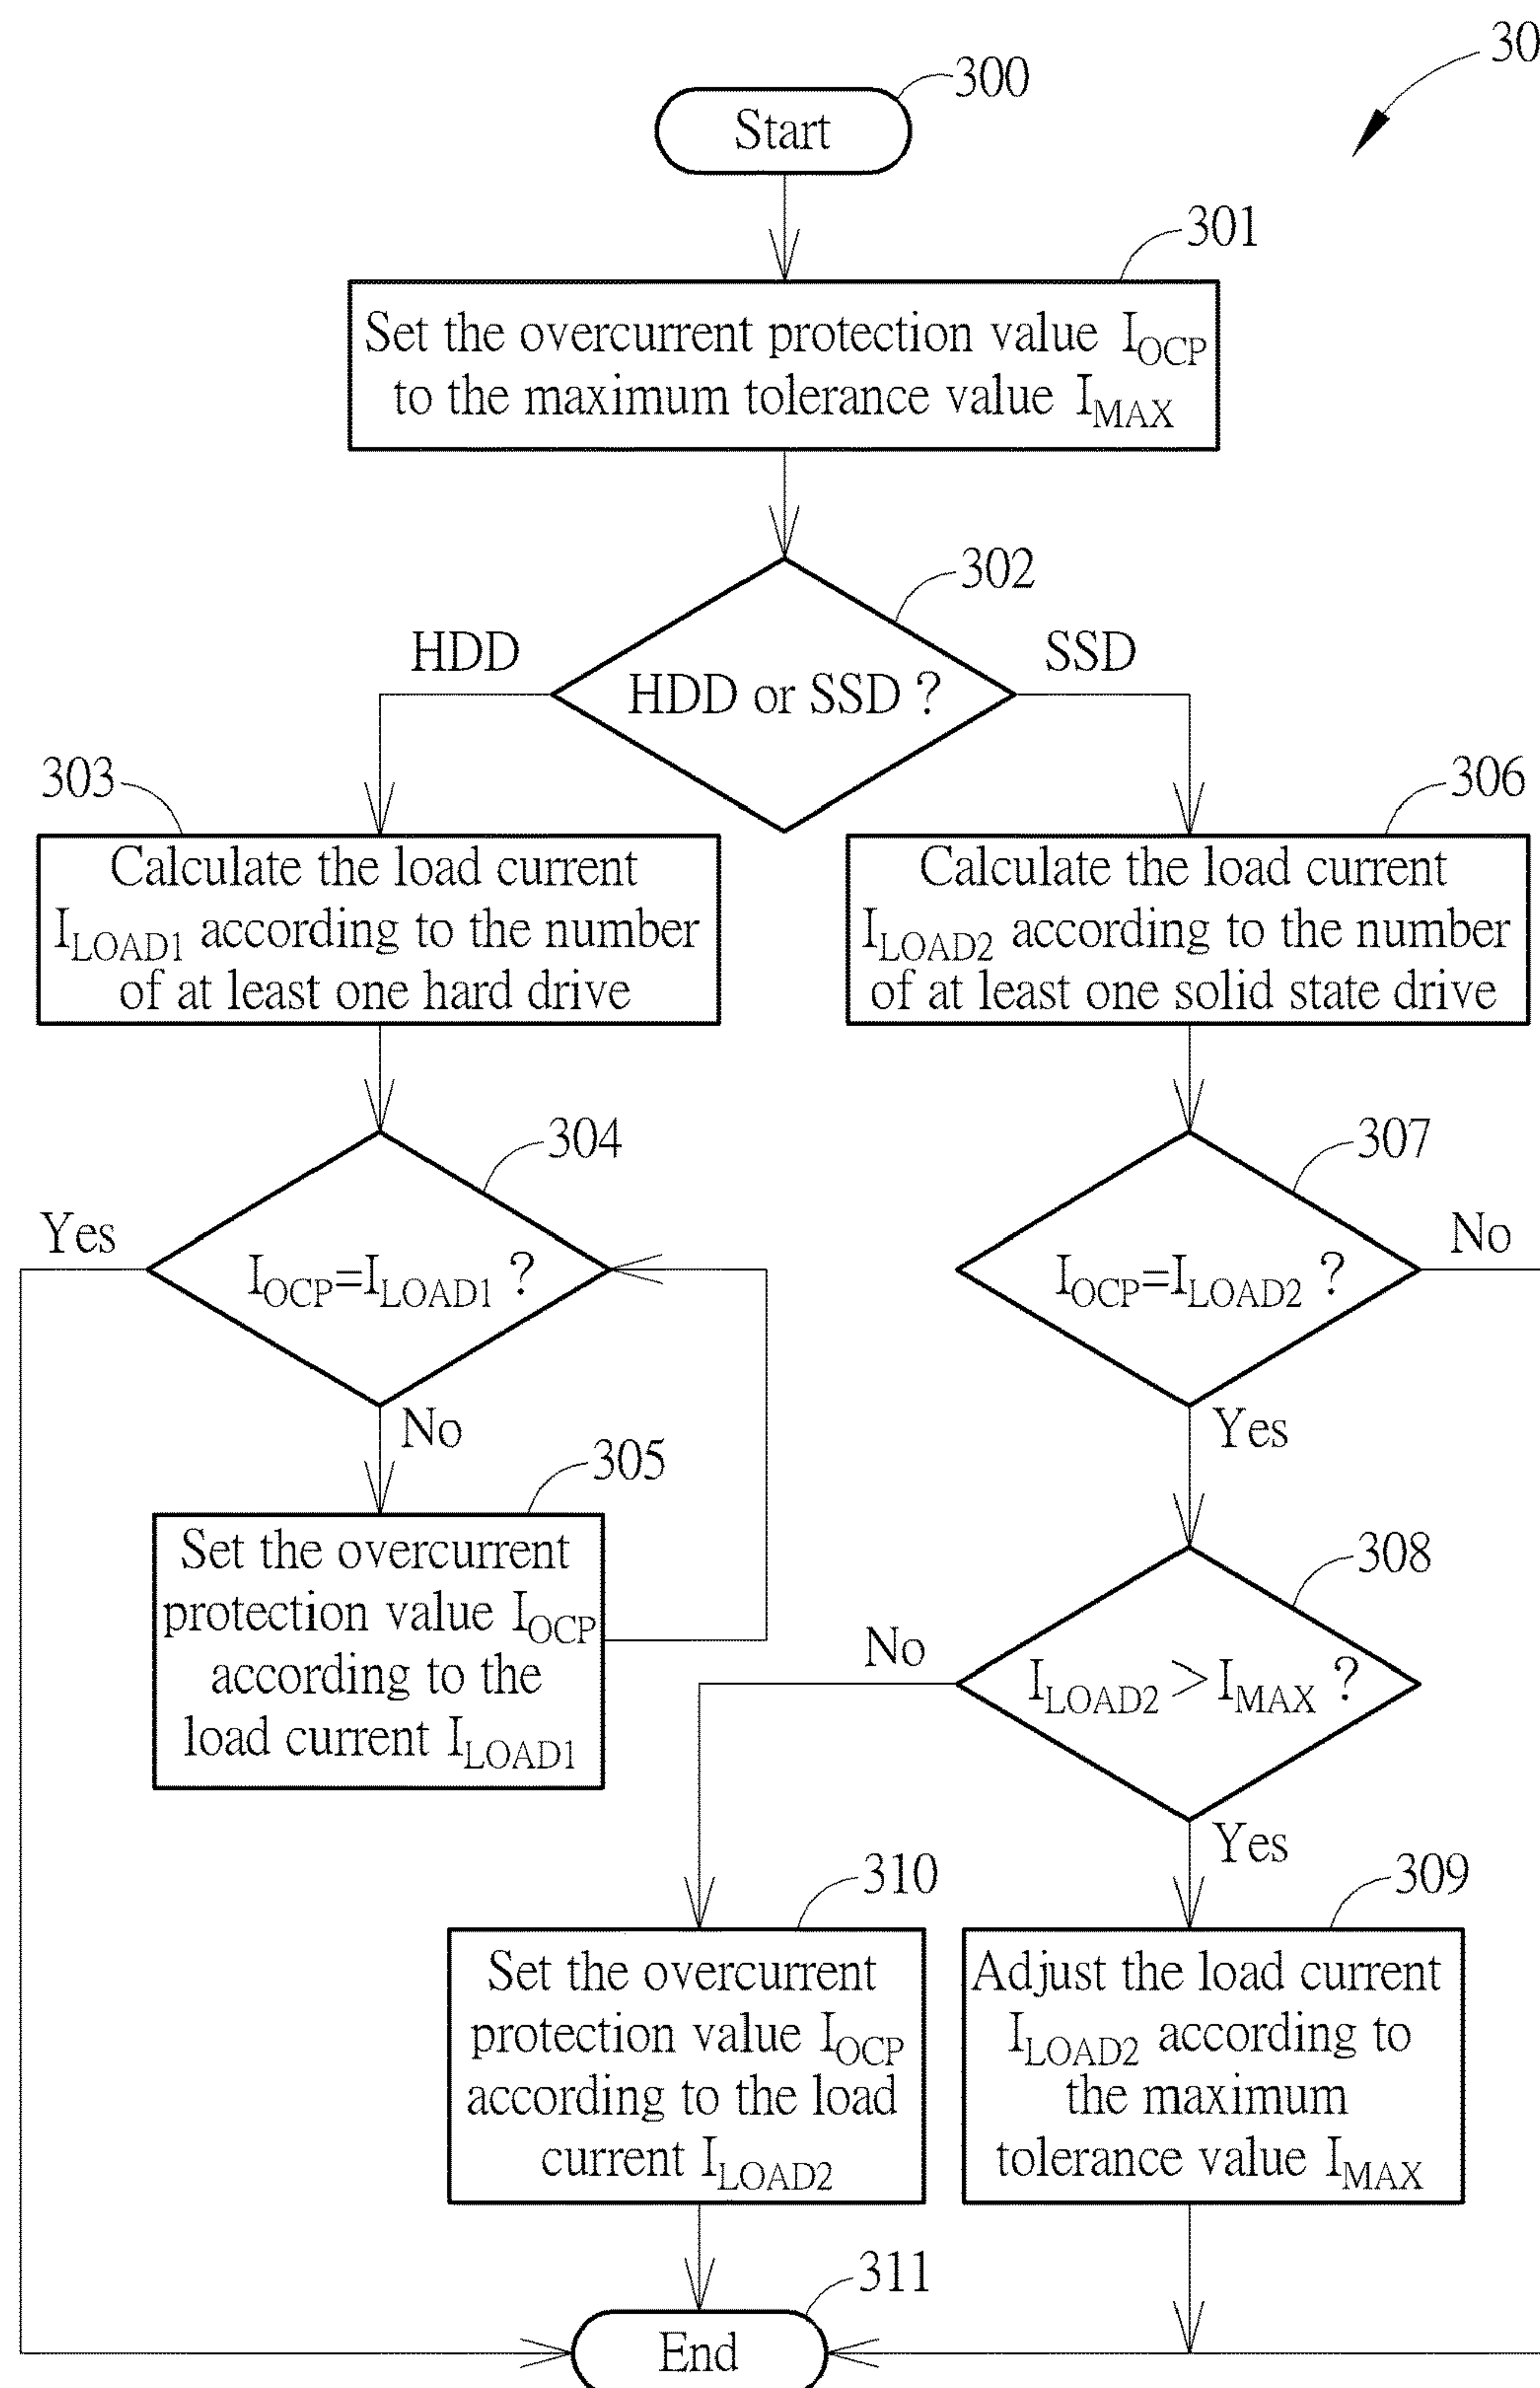 30
300
Start
301
Set the overcurrent protection value I_OCP
to the maximum tolerance value I_MAX
302
HDD
SSD
HDD or SSD ?
303
306
Calculate the load current
I_LOAD1 according to the number
of at least one hard drive
Calculate the load current
I_LOAD2 according to the number
of at least one solid state drive
304
307
Yes
I_OCP=I_LOAD1 ?
I_OCP=I_LOAD2 ?
No
No
Yes
305
Set the overcurrent
protection value I_OCP
according to the
load current I_LOAD1
308
No
I_LOAD2 > I_MAX ?
Yes
310
309
Set the overcurrent
protection value I_OCP
according to the load
current I_LOAD2
Adjust the load current
I_LOAD2 according to
the maximum
tolerance value I_MAX
311
End